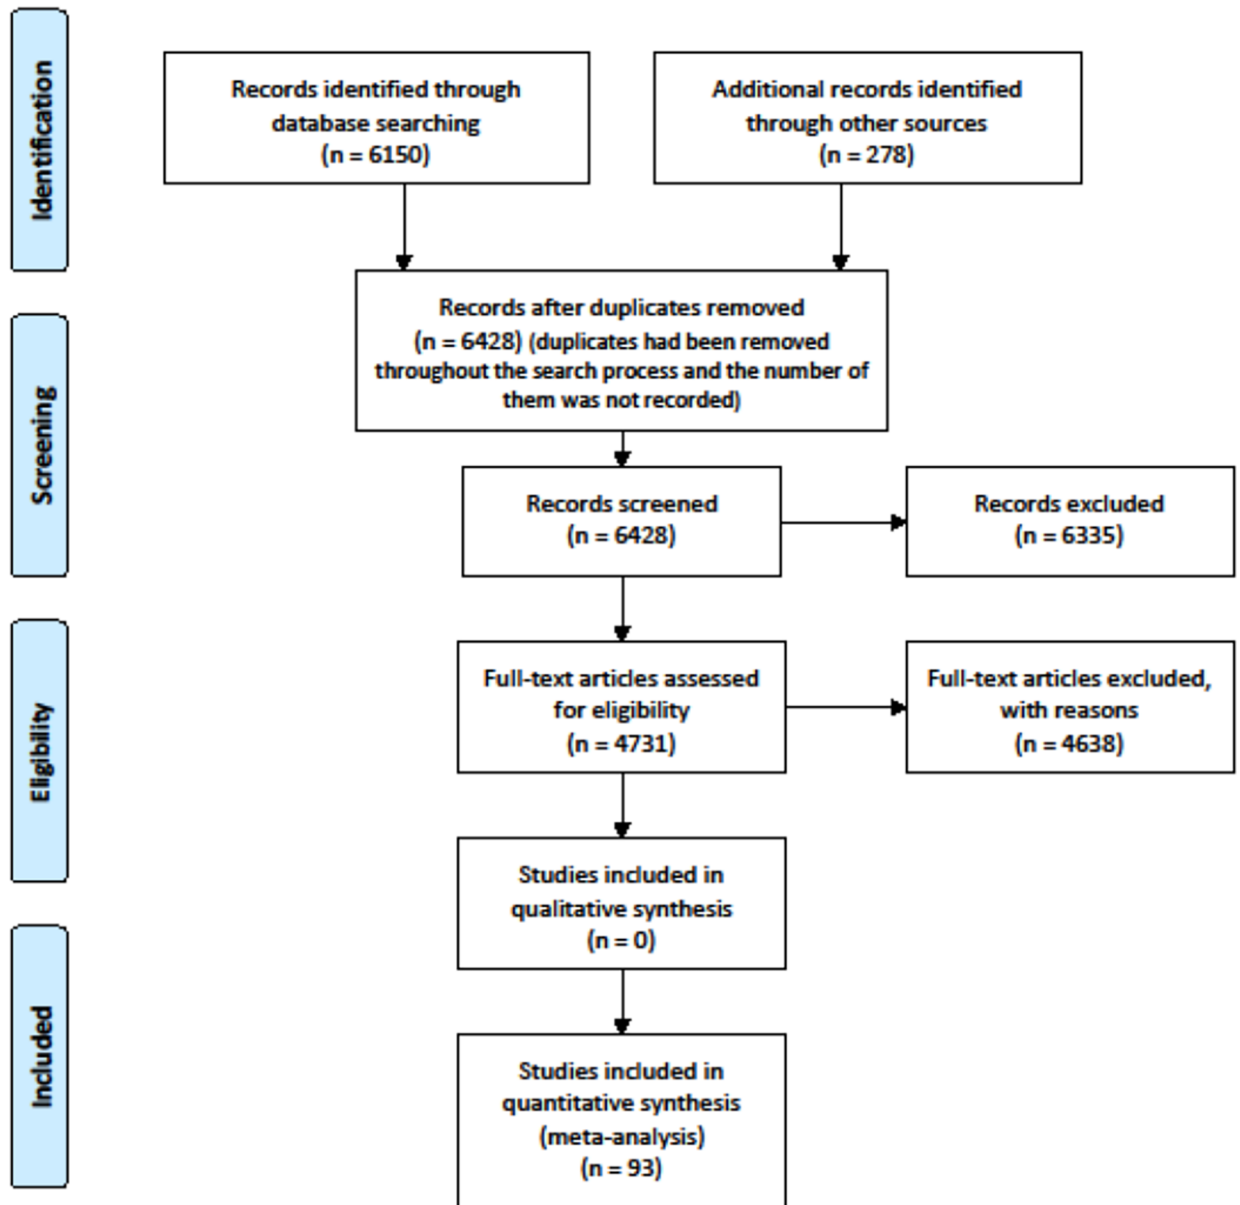 Identification
Records identified through
database searching
(n = 6150)
Additional records identified
through other sources
(n = 278)
Records after duplicates removed
(n = 6428) (duplicates had been removed
throughout the search process and the number of
them was not recorded)
Screening
Records screened
(n = 6428)
Records excluded
(n = 6335)
Eligibility
Full-text articles assessed
for eligibility
(n = 4731)
Full-text articles excluded,
with reasons
(n = 4638)
Studies included in
qualitative synthesis
(n = 0)
Included
Studies included in
quantitative synthesis
(meta-analysis)
(n = 93)